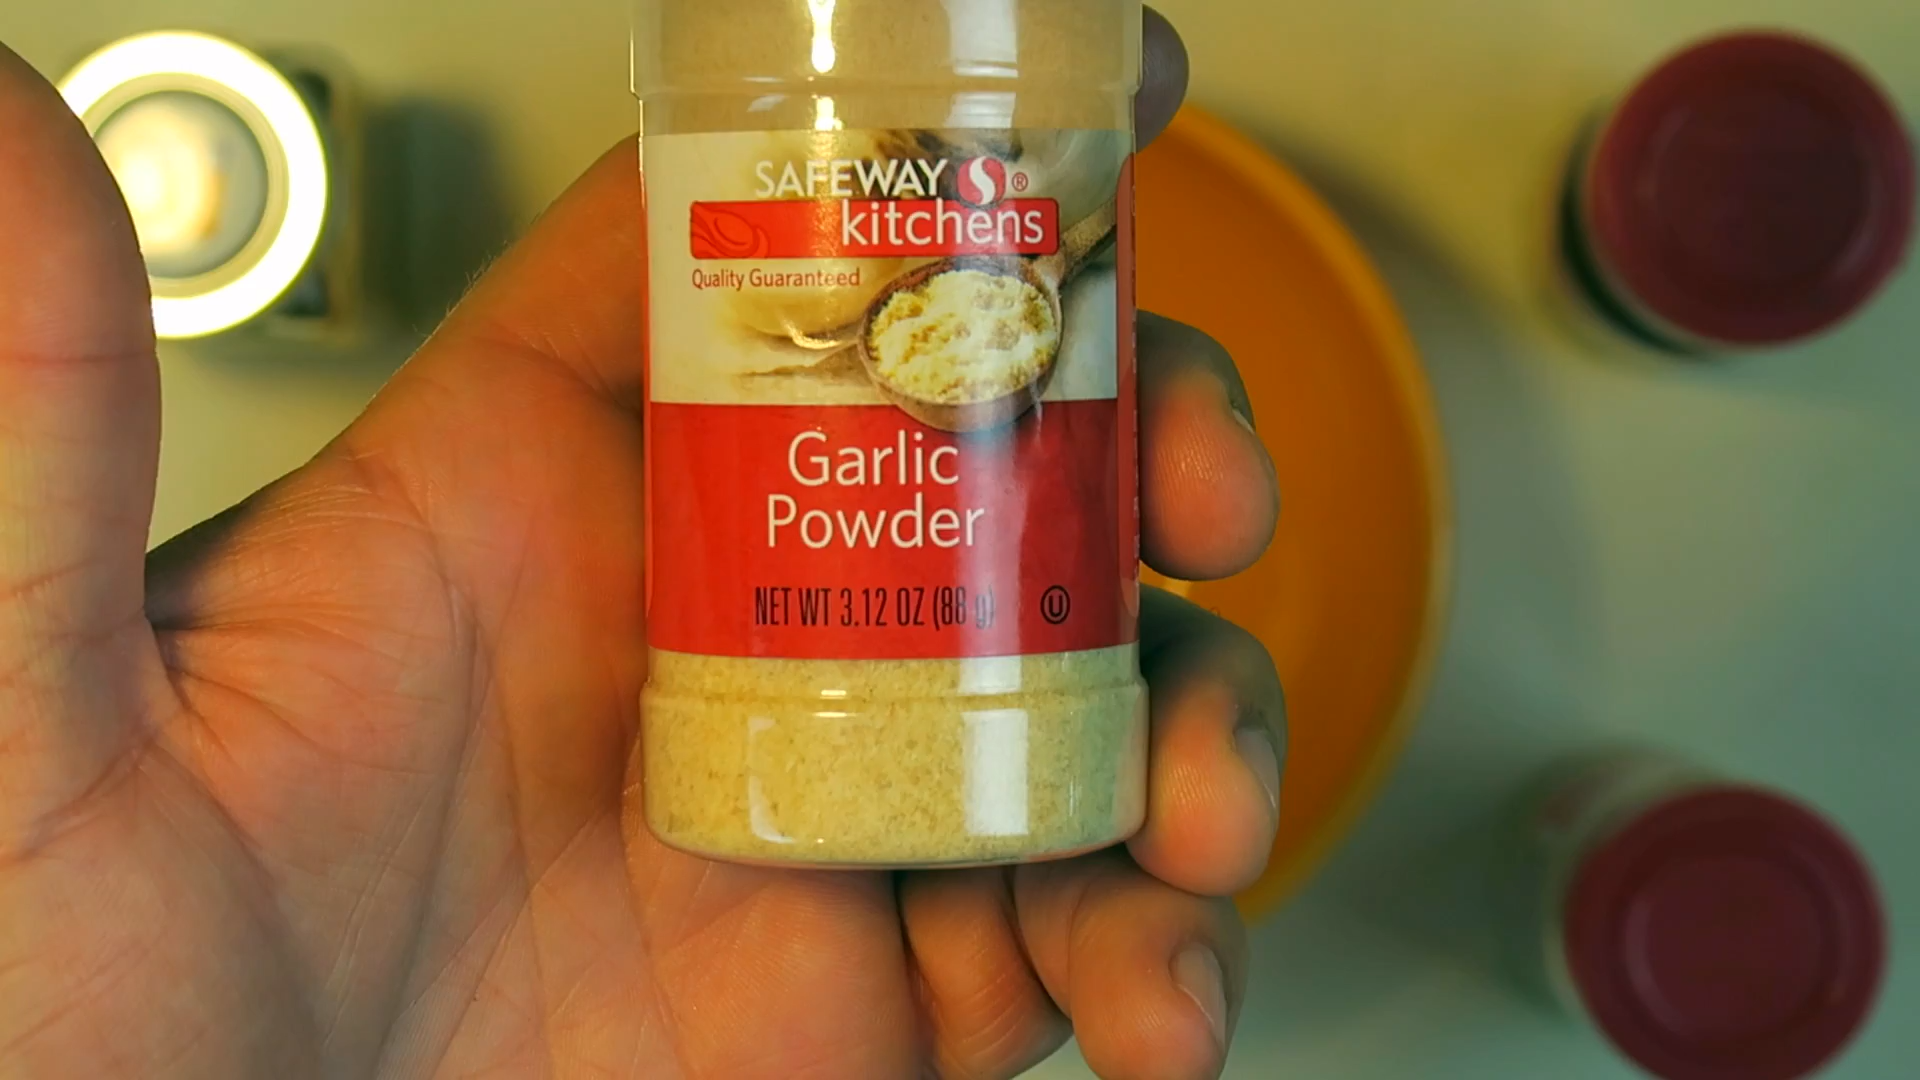 SAFEWAY S®
kitchens
Quality Guaranteed
Garlic
Powder
NET WT 3.12 OZ (88 g) U